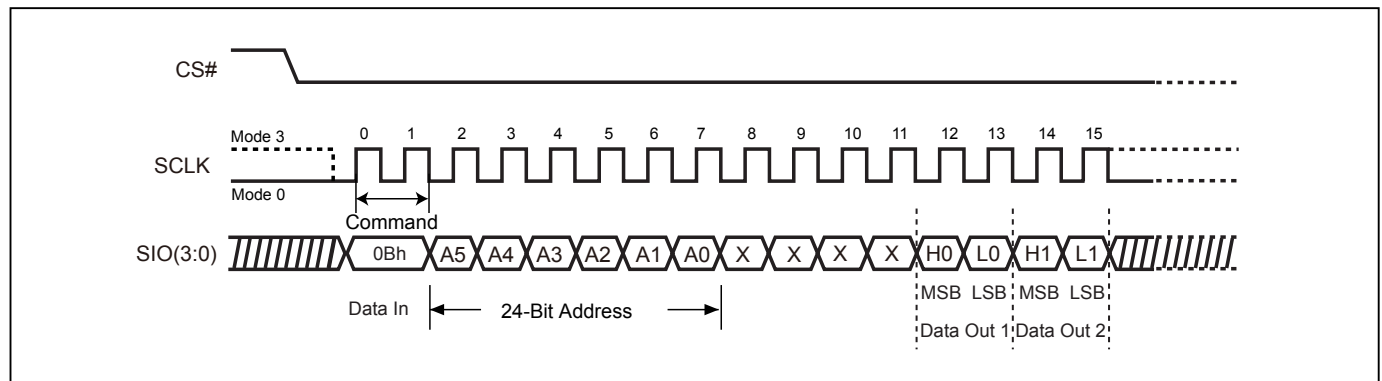 CS#
Mode 3 0 1 2 3 4 5 6 7 8 9 10 11 12 13 14 15
SCLK
Mode 0
Command
SIO(3:0) 0Bh A5 A4 A3 A2 A1 A0 X X X X H0 L0 H1 L1
MSB LSB MSB LSB
Data In 24-Bit Address
Data Out 1 Data Out 2